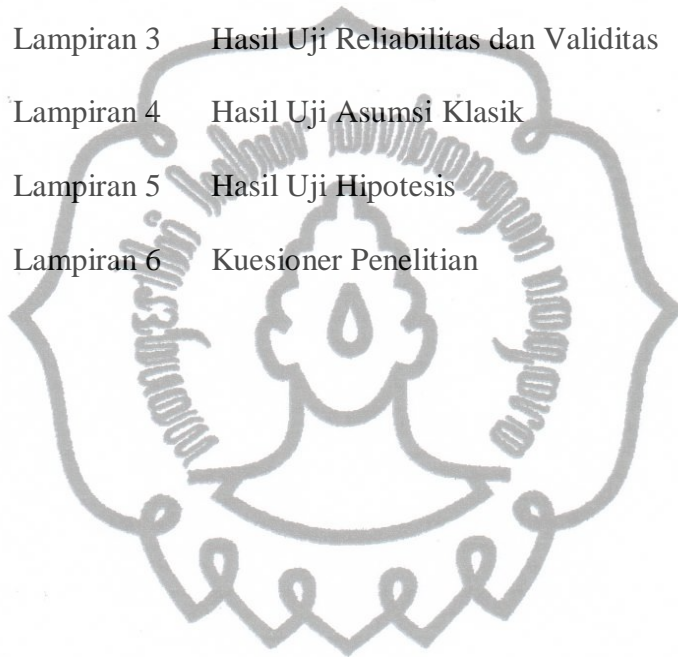 Lampiran 3 Hasil Uji Reliabilitas dan Validitas
Lampiran 4 Hasil Uji Asumsi Klasik
Lampiran 5 Hasil Uji Hipotesis
Lampiran 6 Kuesioner Penelitian